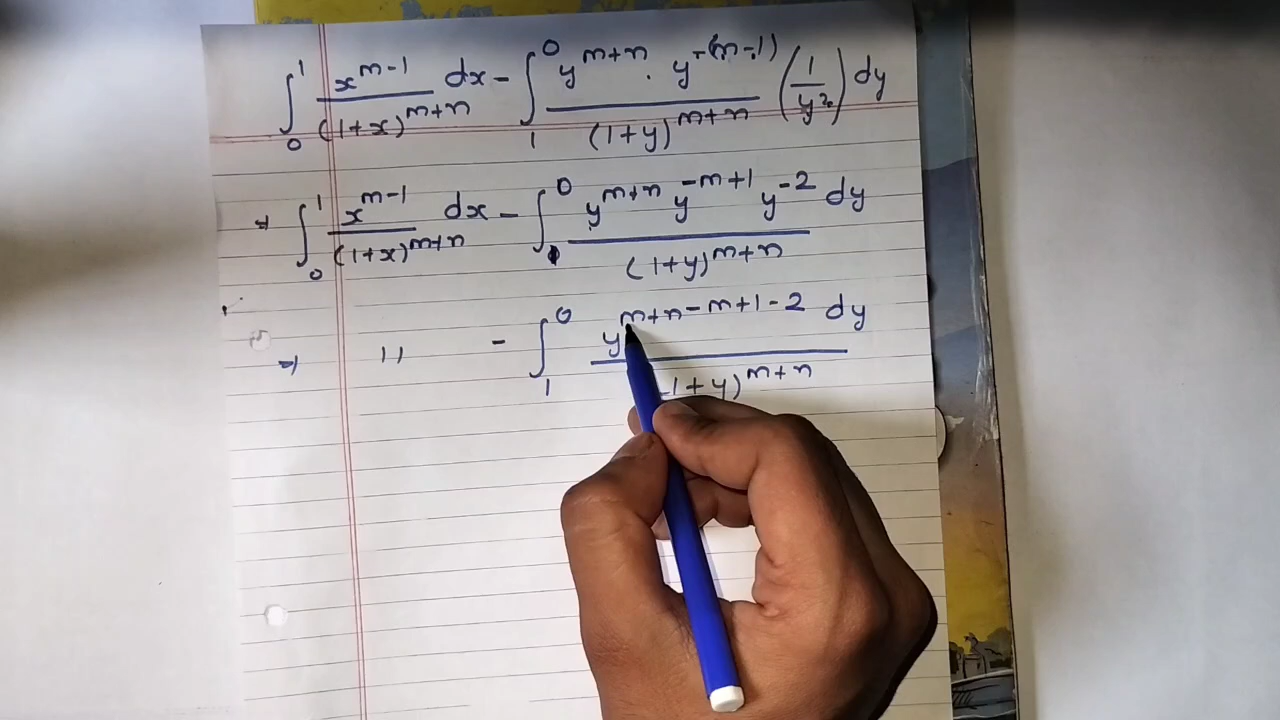 ∫₀¹ x^{m-1}/(1+x)^{m+n} dx - ∫₁⁰ y^{m+n} . y^{-(m-1)}/(1+y)^{m+n} (1/y²) dy
⇒ ∫₀¹ x^{m-1}/(1+x)^{m+n} dx - ∫₁⁰ y^{m+n} y^{-m+1} y^{-2}/(1+y)^{m+n} dy
⇒ 11 - ∫₁⁰ y^{m+n-m+1-2}/(1+y)^{m+n} dy